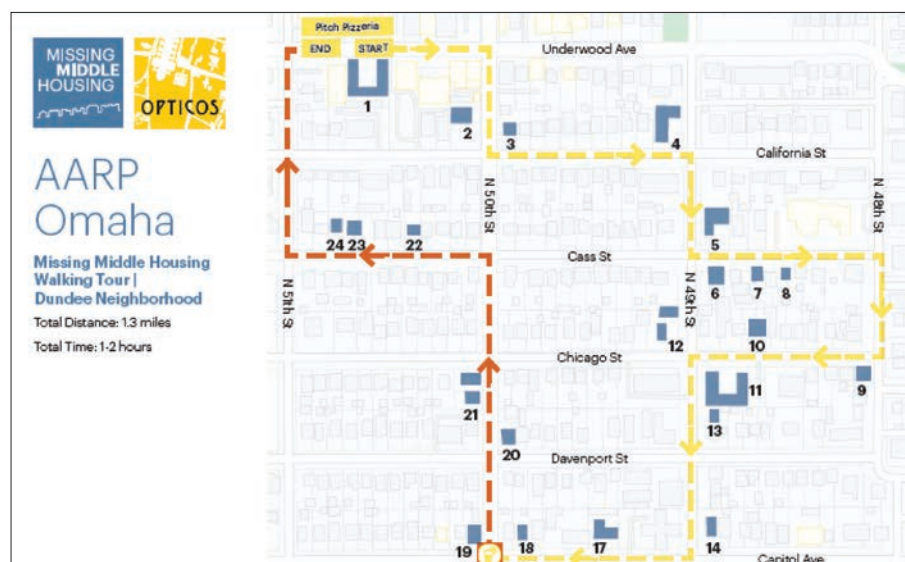 MISSING
MIDDLE
HOUSING
OPTICOS
AARP
Omaha
Missing Middle Housing
Walking Tour |
Dundee Neighborhood
Total Distance: 1.3 miles
Total Time: 1-2 hours
Pitch Pizzeria
END START
Underwood Ave
1
2
3
4
California St
N 50th St
N 48th St
24 23 22
5
Cass St
N 51th St
N 49th St
6 7 8
12
10
Chicago St
11
9
21
13
20
Davenport St
19 18 17 14
Capitol Ave